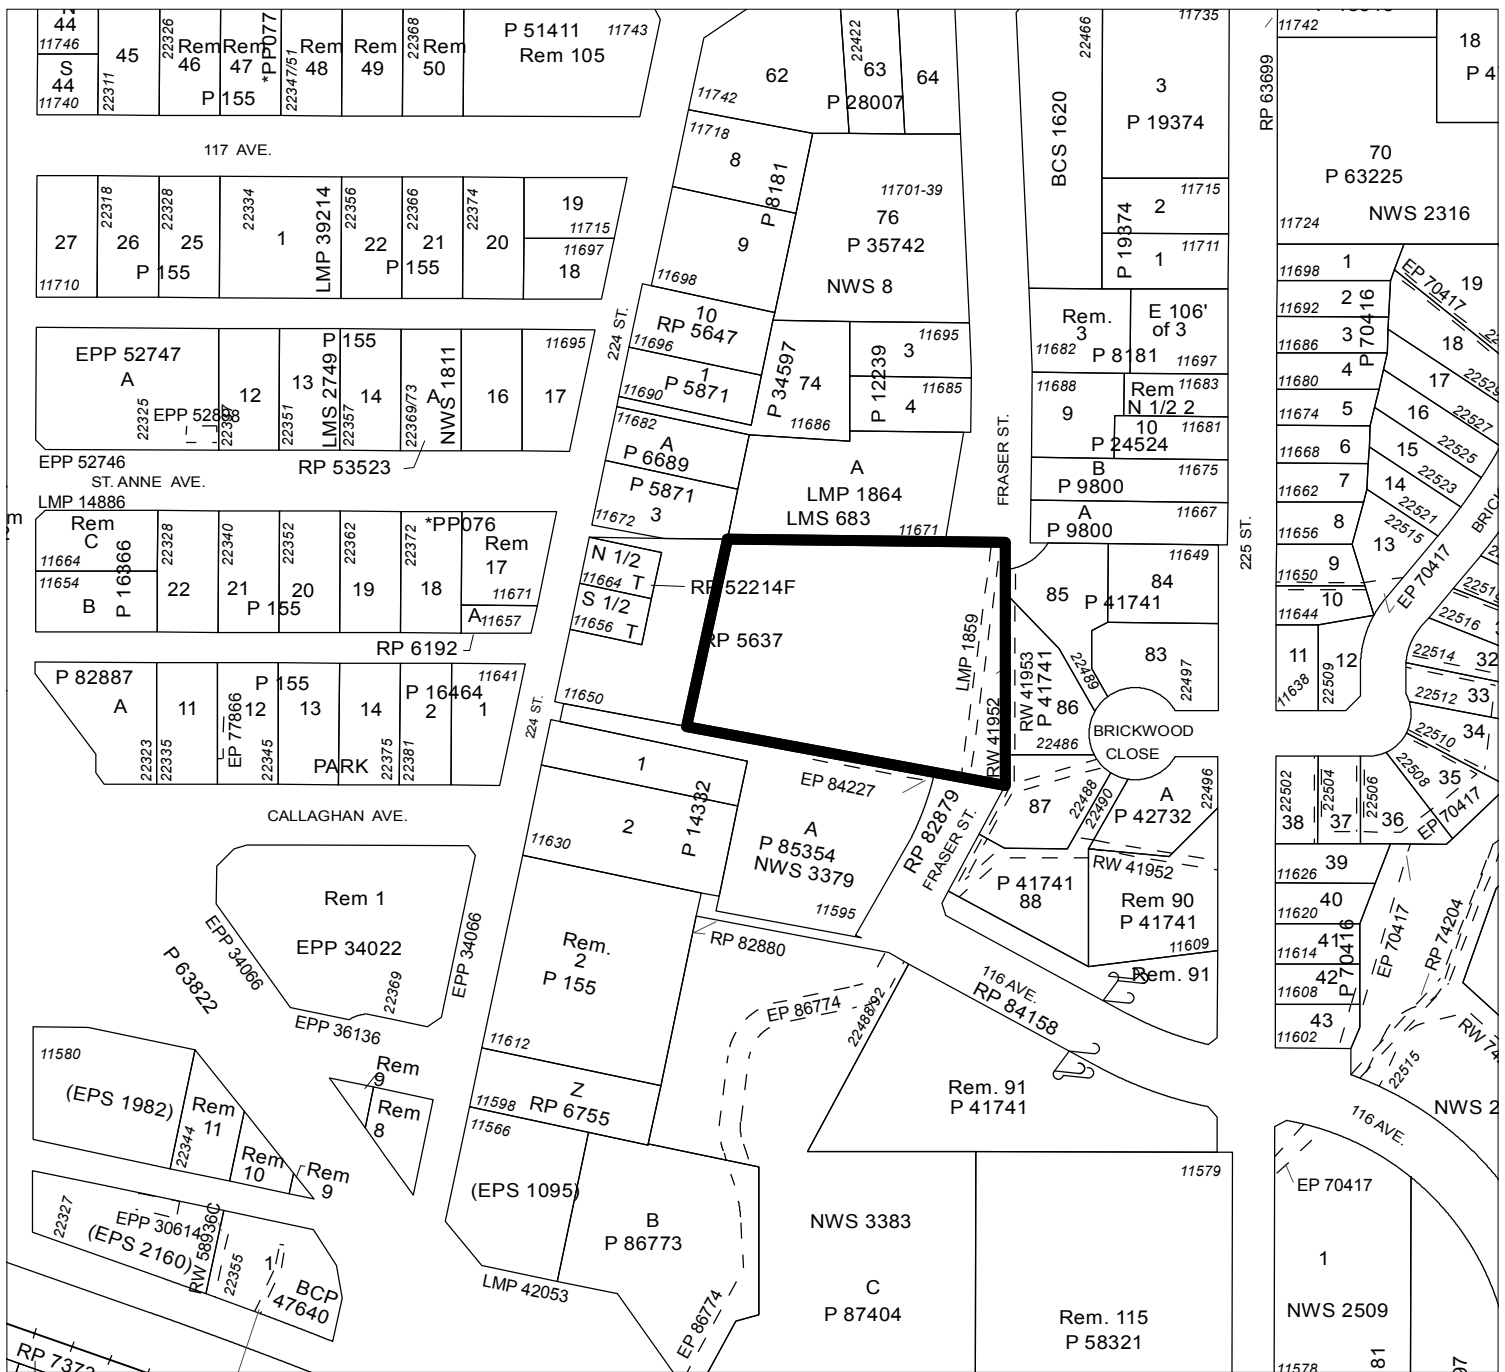 44
11746
S
44
11740
45
22311
22326
Rem
46
Rem
47
*PP077
P 155
22347/51
Rem
48
Rem
49
22368
Rem
50
P 51411
11743
Rem 105
62
11742
22422
63
P 28007
64
22466
11735
3
P 19374
BCS 1620
RP 63699
11742
18
70
P 63225
NWS 2316
11724
117 AVE.
11718
8
P 8181
9
11698
11701-39
76
P 35742
NWS 8
11715
2
P 19374
11711
1
27
11710
22318
26
22328
25
P 155
22334
1
LMP 39214
22356
22
22366
21
P 155
22374
20
19
11715
11697
18
224 ST.
10
RP 5647
11696
1
P 5871
11690
P 34597
74
11686
P 12239
3
11695
11685
4
Rem.
3
11682
P 8181
E 106'
of 3
11697
11688
9
Rem
11683
N 1/2 2
10
11681
P 24524
B
P 9800
11675
A
P 9800
11667
1
11698
2
11692
3
11686
P 70416
4
11680
5
11674
6
11668
7
11662
8
11656
9
11650
10
11644
EP 70417
19
18
17
22529
16
22527
15
22525
14
22523
22521
13
22515
EP 70417
EPP 52747
A
22325
EPP 52898
12
22351
13
LMS 2749
P 155
22357
14
22369/73
A
NWS 1811
16
11695
17
EPP 52746
ST. ANNE AVE.
LMP 14886
RP 53523
11682
A
P 6689
P 5871
3
11672
A
LMP 1864
LMS 683
11671
FRASER ST.
225 ST.
Rem
C
11664
11654
B
P 16366
22328
22
22340
21
P 155
22352
20
22362
19
22372
18
*PP076
Rem
17
11671
A
11657
RP 6192
N 1/2
11664
T
S 1/2
11656
T
RP 52214F
RP 5637
11650
LMP 1859
RW 41952
RW 41953
P 41741
85
P 41741
11649
84
83
22497
22489
86
22486
BRICKWOOD
CLOSE
11
11638
22509
12
22516
22514
32
22512
33
22510
34
22508
35
EP 70417
P 82887
A
22323
11
22335
EP 77866
12
22345
P 155
13
14
PARK
22375
P 16464
2
22381
11641
1
224 ST.
CALLAGHAN AVE.
1
P 14332
2
11630
EP 84227
A
P 85354
NWS 3379
11595
RP 82879
FRASER ST.
87
22488
22490
A
P 42732
22496
RW 41952
P 41741
88
Rem 90
P 41741
11609
Rem. 91
22502
38
22504
37
22506
36
39
11626
40
11620
41
11614
P 70416
42
11608
43
11602
EP 70417
RP 74204
22515
Rem 1
EPP 34022
22369
EPP 34066
EPP 34066
EPP 36136
P 63822
Rem.
2
P 155
11612
RP 82880
EP 86774
22488/92
116 AVE.
RP 84158
Rem. 91
P 41741
116 AVE.
11580
(EPS 1982)
Rem
11
22344
Rem
10
Rem
9
Rem
9
Rem
8
Z
11598
RP 6755
11566
(EPS 1095)
B
P 86773
LMP 42053
EP 86774
NWS 3383
C
P 87404
11579
Rem. 115
P 58321
EP 70417
1
NWS 2509
11578
81
22327
EPP 30614
(EPS 2160)
RW 58936C
22355
1
BCP
47640